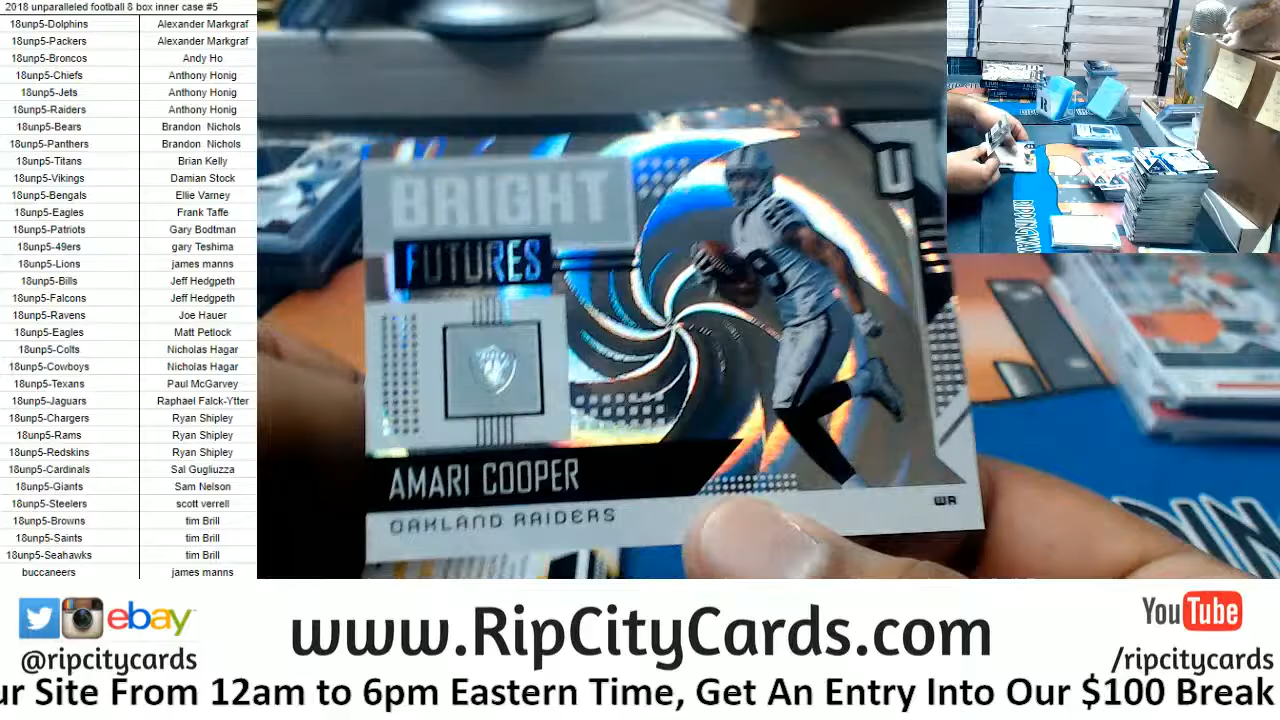 2018 unparalleled football 8 box inner case #5
18unp5-Dolphins Alexander Markgraf
18unp5-Packers Alexander Markgraf
18unp5-Broncos Andy Ho
18unp5-Chiefs Anthony Honig
18unp5-Jets Anthony Honig
18unp5-Raiders Anthony Honig
18unp5-Bears Brandon Nichols
18unp5-Panthers Brandon Nichols
18unp5-Titans Brian Kelly
18unp5-Vikings Damian Stock
18unp5-Bengals Ellie Varney
18unp5-Eagles Frank Taffe
18unp5-Patriots Gary Bodtman
18unp5-49ers gary Teshima
18unp5-Lions james manns
18unp5-Bills Jeff Hedgpeth
18unp5-Falcons Jeff Hedgpeth
18unp5-Ravens Joe Hauer
18unp5-Eagles Matt Petlock
18unp5-Colts Nicholas Hagar
18unp5-Cowboys Nicholas Hagar
18unp5-Texans Paul McGarvey
18unp5-Jaguars Raphael Falck-Ytter
18unp5-Chargers Ryan Shipley
18unp5-Rams Ryan Shipley
18unp5-Redskins Ryan Shipley
18unp5-Cardinals Sal Gugliuzza
18unp5-Giants Sam Nelson
18unp5-Steelers scott verrell
18unp5-Browns tim Brill
18unp5-Saints tim Brill
18unp5-Seahawks tim Brill
buccaneers james manns
BRIGHT
FUTURES
U
AMARI COOPER
OAKLAND RAIDERS
WR
ebay
@ripcitycards
www.RipCityCards.com
YouTube
/ripcitycards
ur Site From 12am to 6pm Eastern Time, Get An Entry Into Our $100 Break